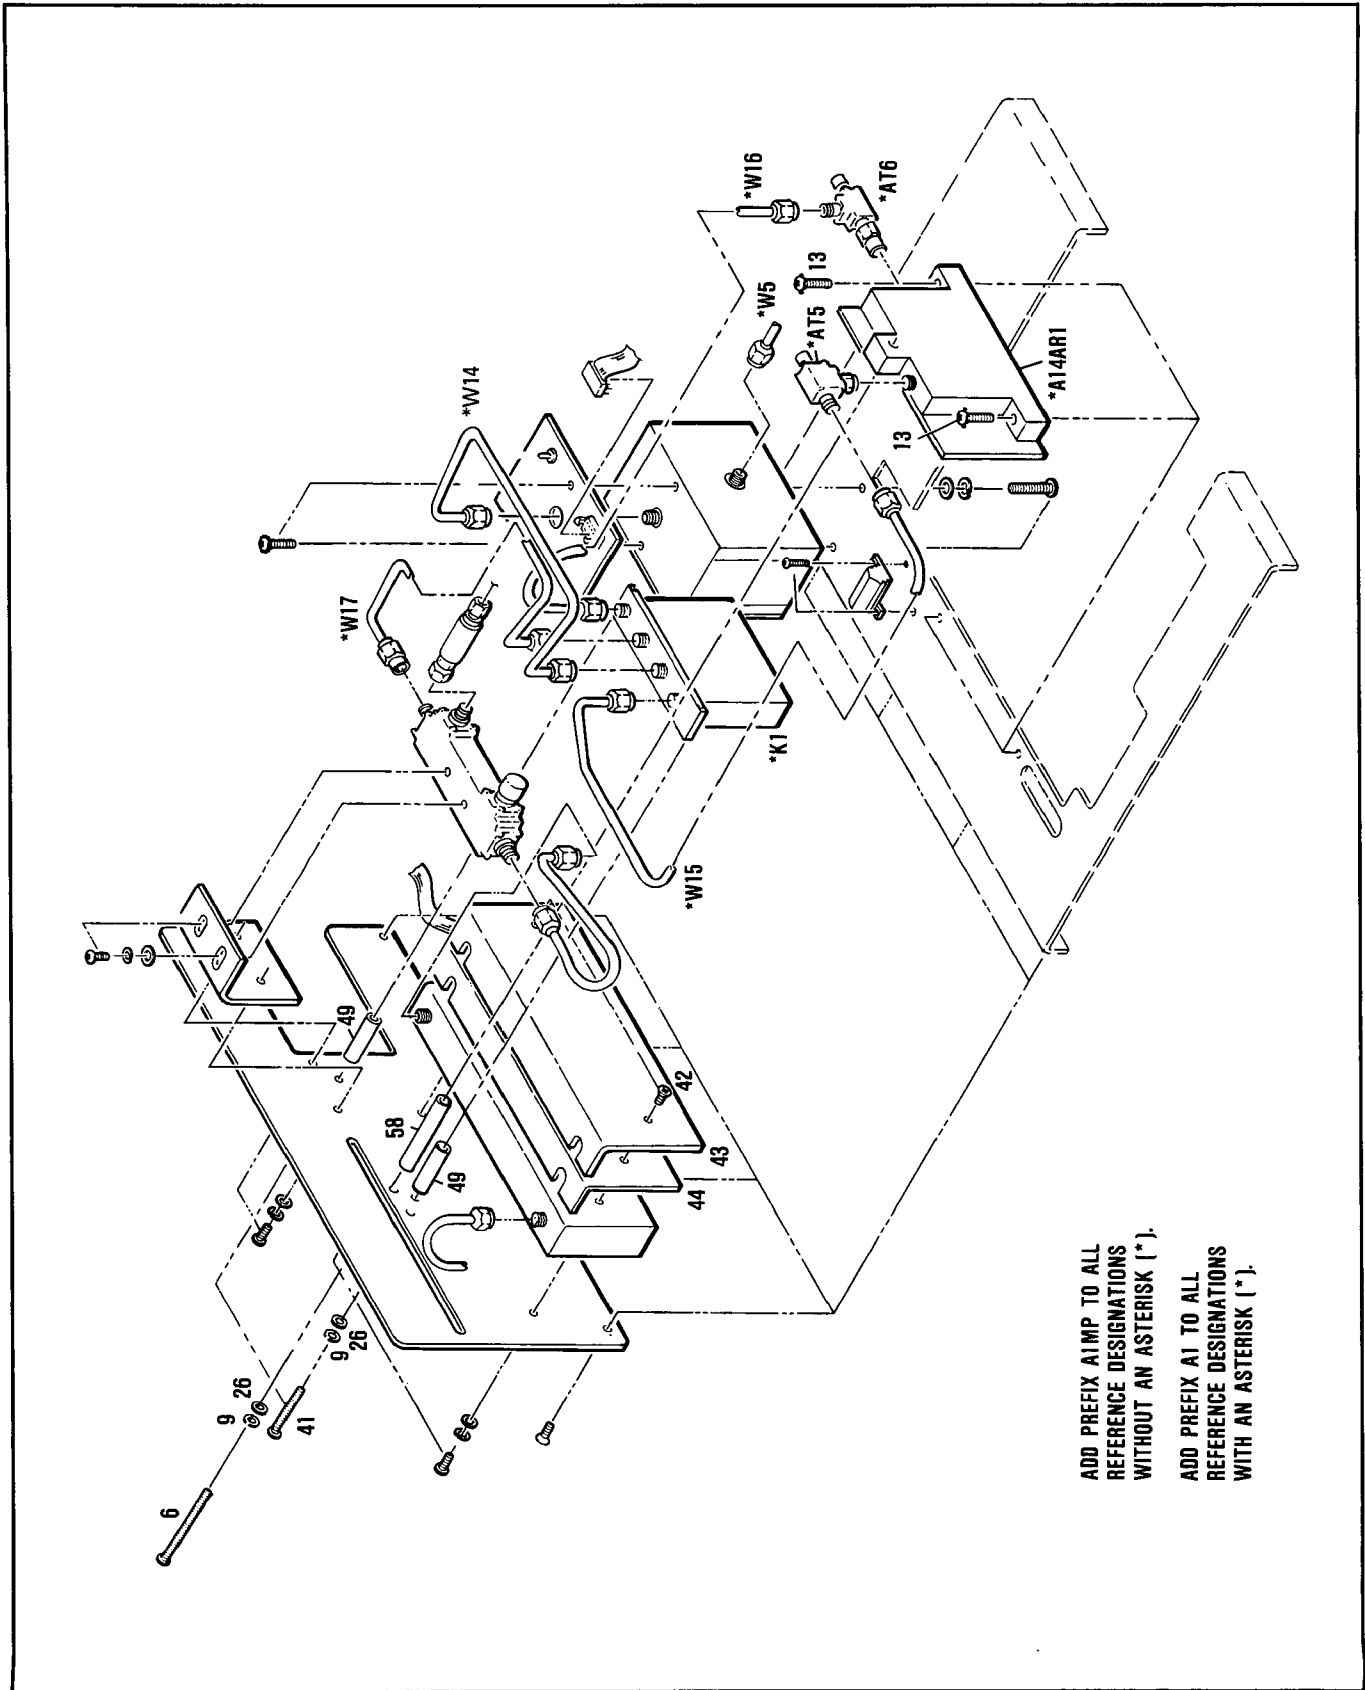 *W16
*AT6
13
*W5
*AT5
*A14AR1
*W14
13
*W17
*K1
*W15
49
42
58
43
49
44
26
9
26
9
41
6
ADD PREFIX A1MP TO ALL
REFERENCE DESIGNATIONS
WITHOUT AN ASTERISK (*).
ADD PREFIX A1 TO ALL
REFERENCE DESIGNATIONS
WITH AN ASTERISK (*).